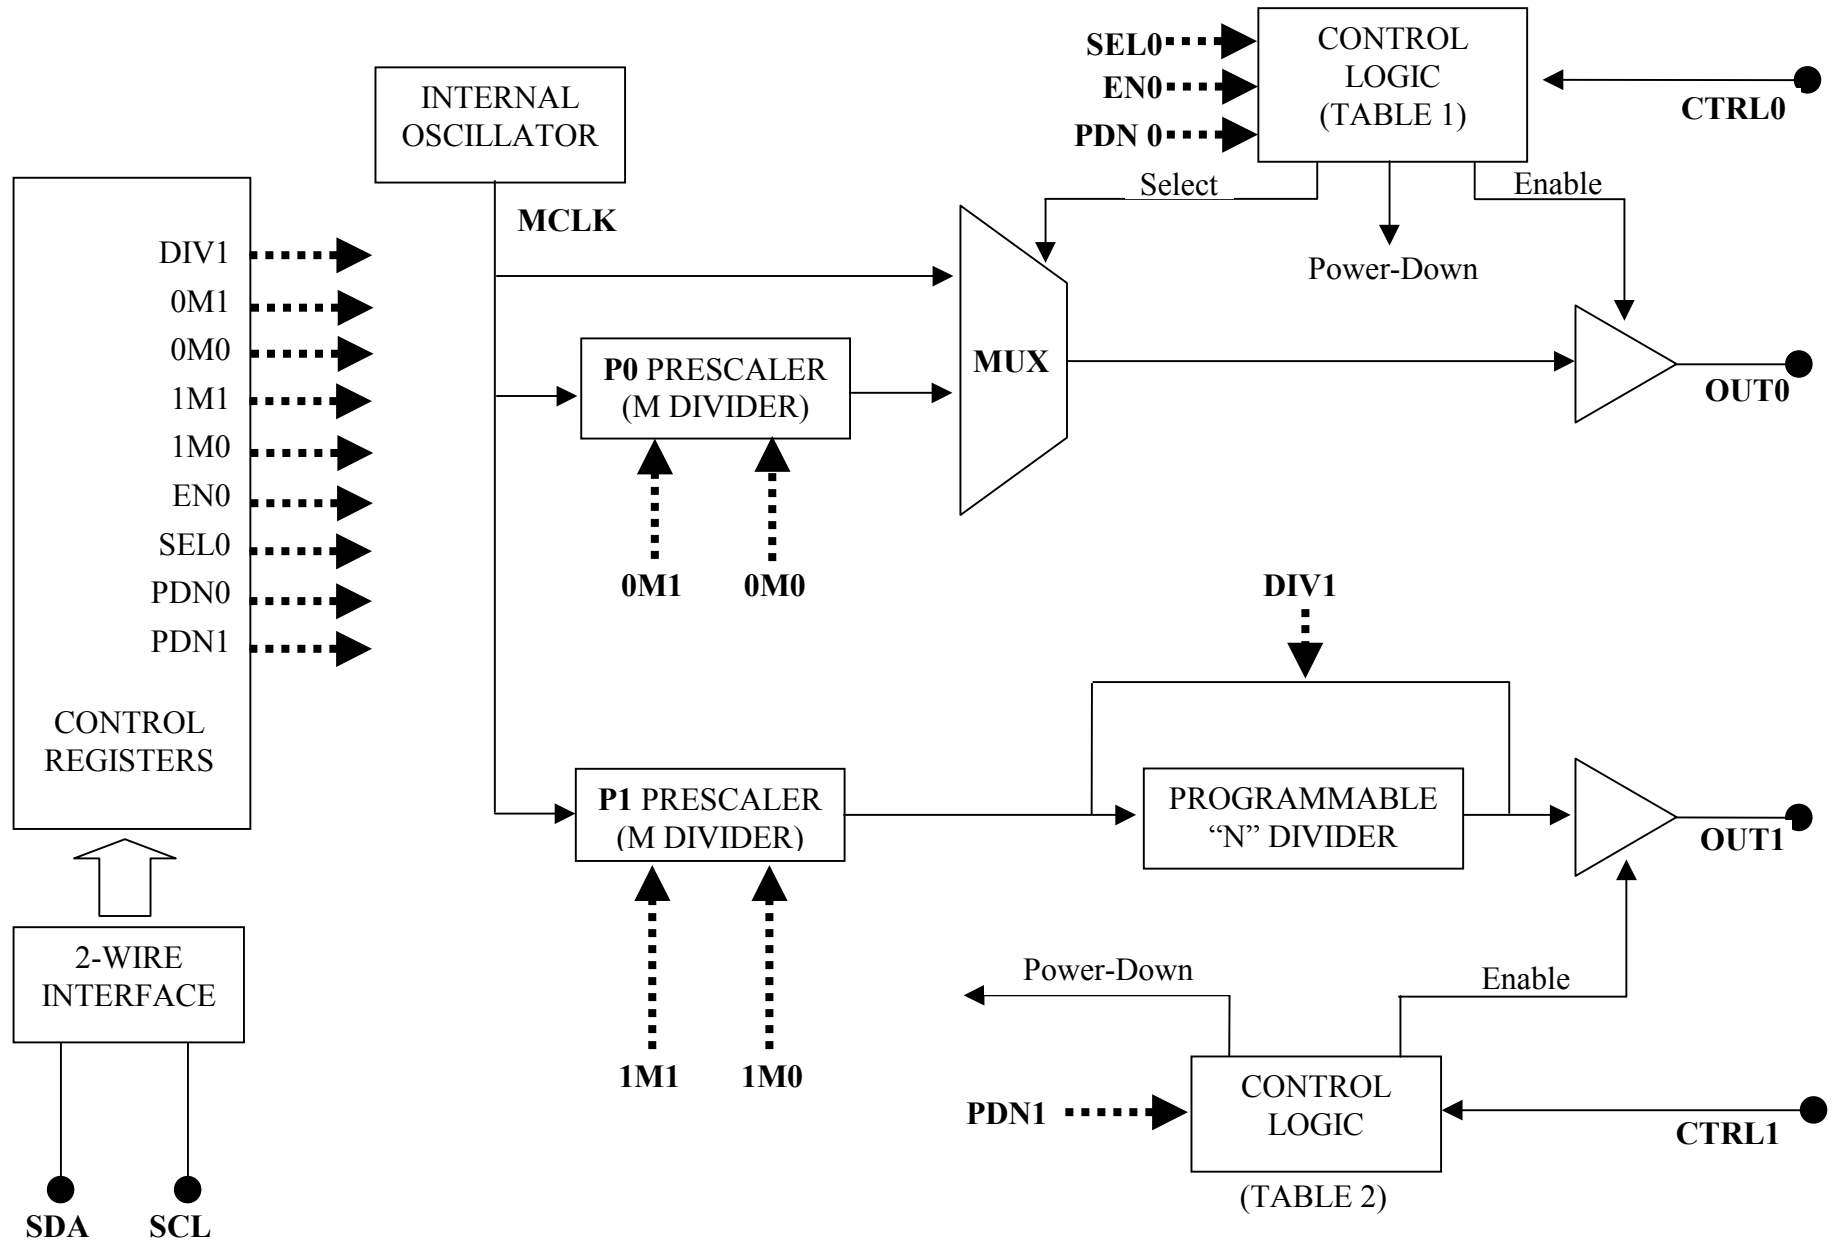 SEL0
EN0
PDN 0
CONTROL
LOGIC
(TABLE 1)
CTRL0
INTERNAL
OSCILLATOR
MCLK
Select
Enable
Power-Down
DIV1
0M1
0M0
1M1
1M0
EN0
SEL0
PDN0
PDN1
CONTROL
REGISTERS
P0 PRESCALER
(M DIVIDER)
MUX
OUT0
0M1
0M0
DIV1
P1 PRESCALER
(M DIVIDER)
PROGRAMMABLE
“N” DIVIDER
OUT1
2-WIRE
INTERFACE
Power-Down
Enable
1M1
1M0
PDN1
CONTROL
LOGIC
CTRL1
(TABLE 2)
SDA
SCL